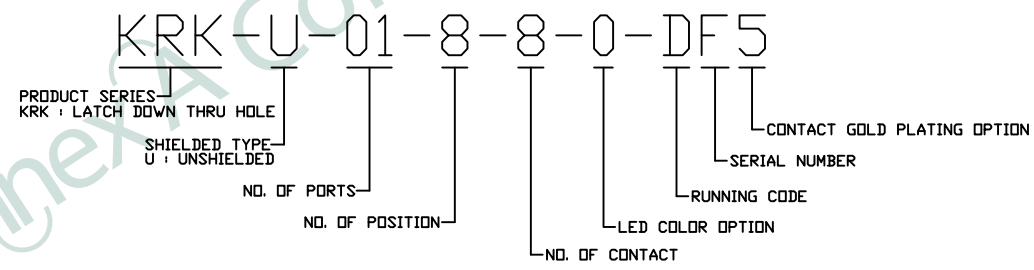 KRK-U-01-8-8-0-DF5
PRODUCT SERIES
KRK : LATCH DOWN THRU HOLE
SHIELDED TYPE
U : UNSHIELDED
NO. OF PORTS
NO. OF POSITION
NO. OF CONTACT
LED COLOR OPTION
RUNNING CODE
SERIAL NUMBER
CONTACT GOLD PLATING OPTION